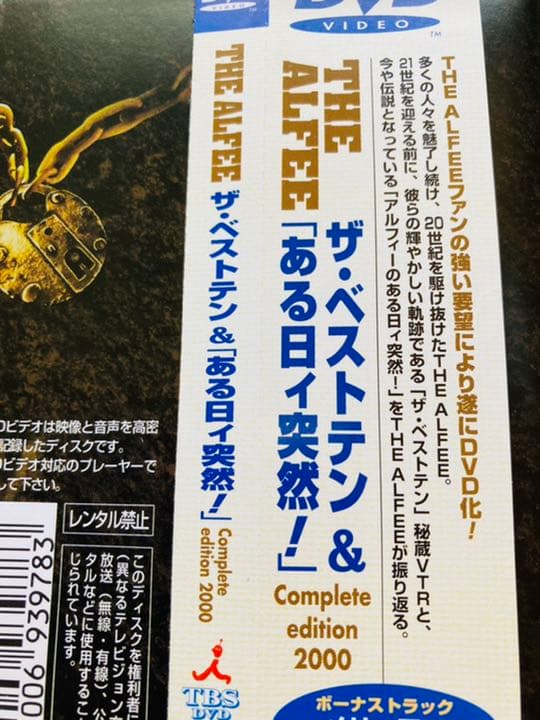 THE ALFEEファンの強い要望により遂にDVD化!
多くの人々を魅了し続け、20世紀を駆け抜けたTHE ALFEE。
21世紀を迎える前に、彼らの輝やかしい軌跡である「ザ・ベストテン」秘蔵VTRと、
今や伝説となっている「アルフィーのある日ィ突然!」をTHE ALFEEが振り返る。
DVD
VIDEO
TM
THE
ALFEE
ザ・ベストテン &
「ある日ィ突然!」
Complete
edition
2000
ボーナストラック
VIDEO
TM
THE ALFEE ザ・ベストテン &「ある日ィ突然!」 Complete
edition 2000
TBS
DVD
ビデオは映像と音声を高密
記録したディスクです。
ビデオ対応のプレーヤーで
して下さい。
レンタル禁止
このディスクを権利者に
(異なるテレビジョン方
放送(無線・有線)、公
タルなどに使用すること
じられています。
006 939783